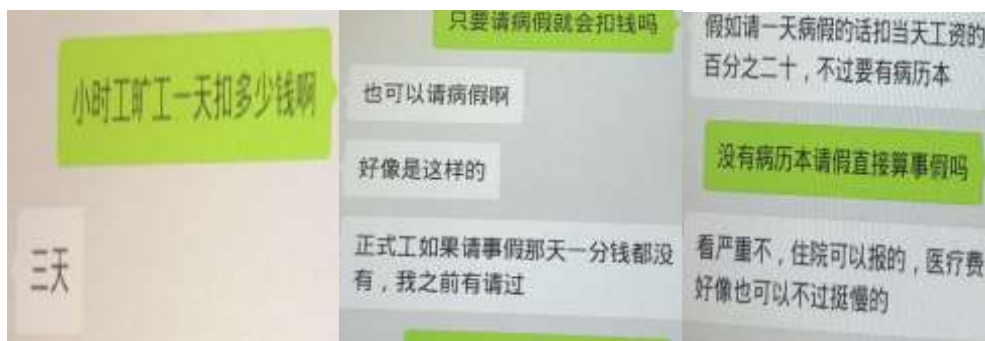 小时工旷工一天扣多少钱啊
三天
只要请病假就会扣钱吗
也可以请病假啊
好像是这样的
正式工如果请事假那天一分钱都没
有，我之前有请过
假如请一天病假的话扣当天工资的
百分之二十，不过要有病历本
没有病历本请假直接算事假吗
看严重不，住院可以报的，医疗费
好像也可以不过挺慢的